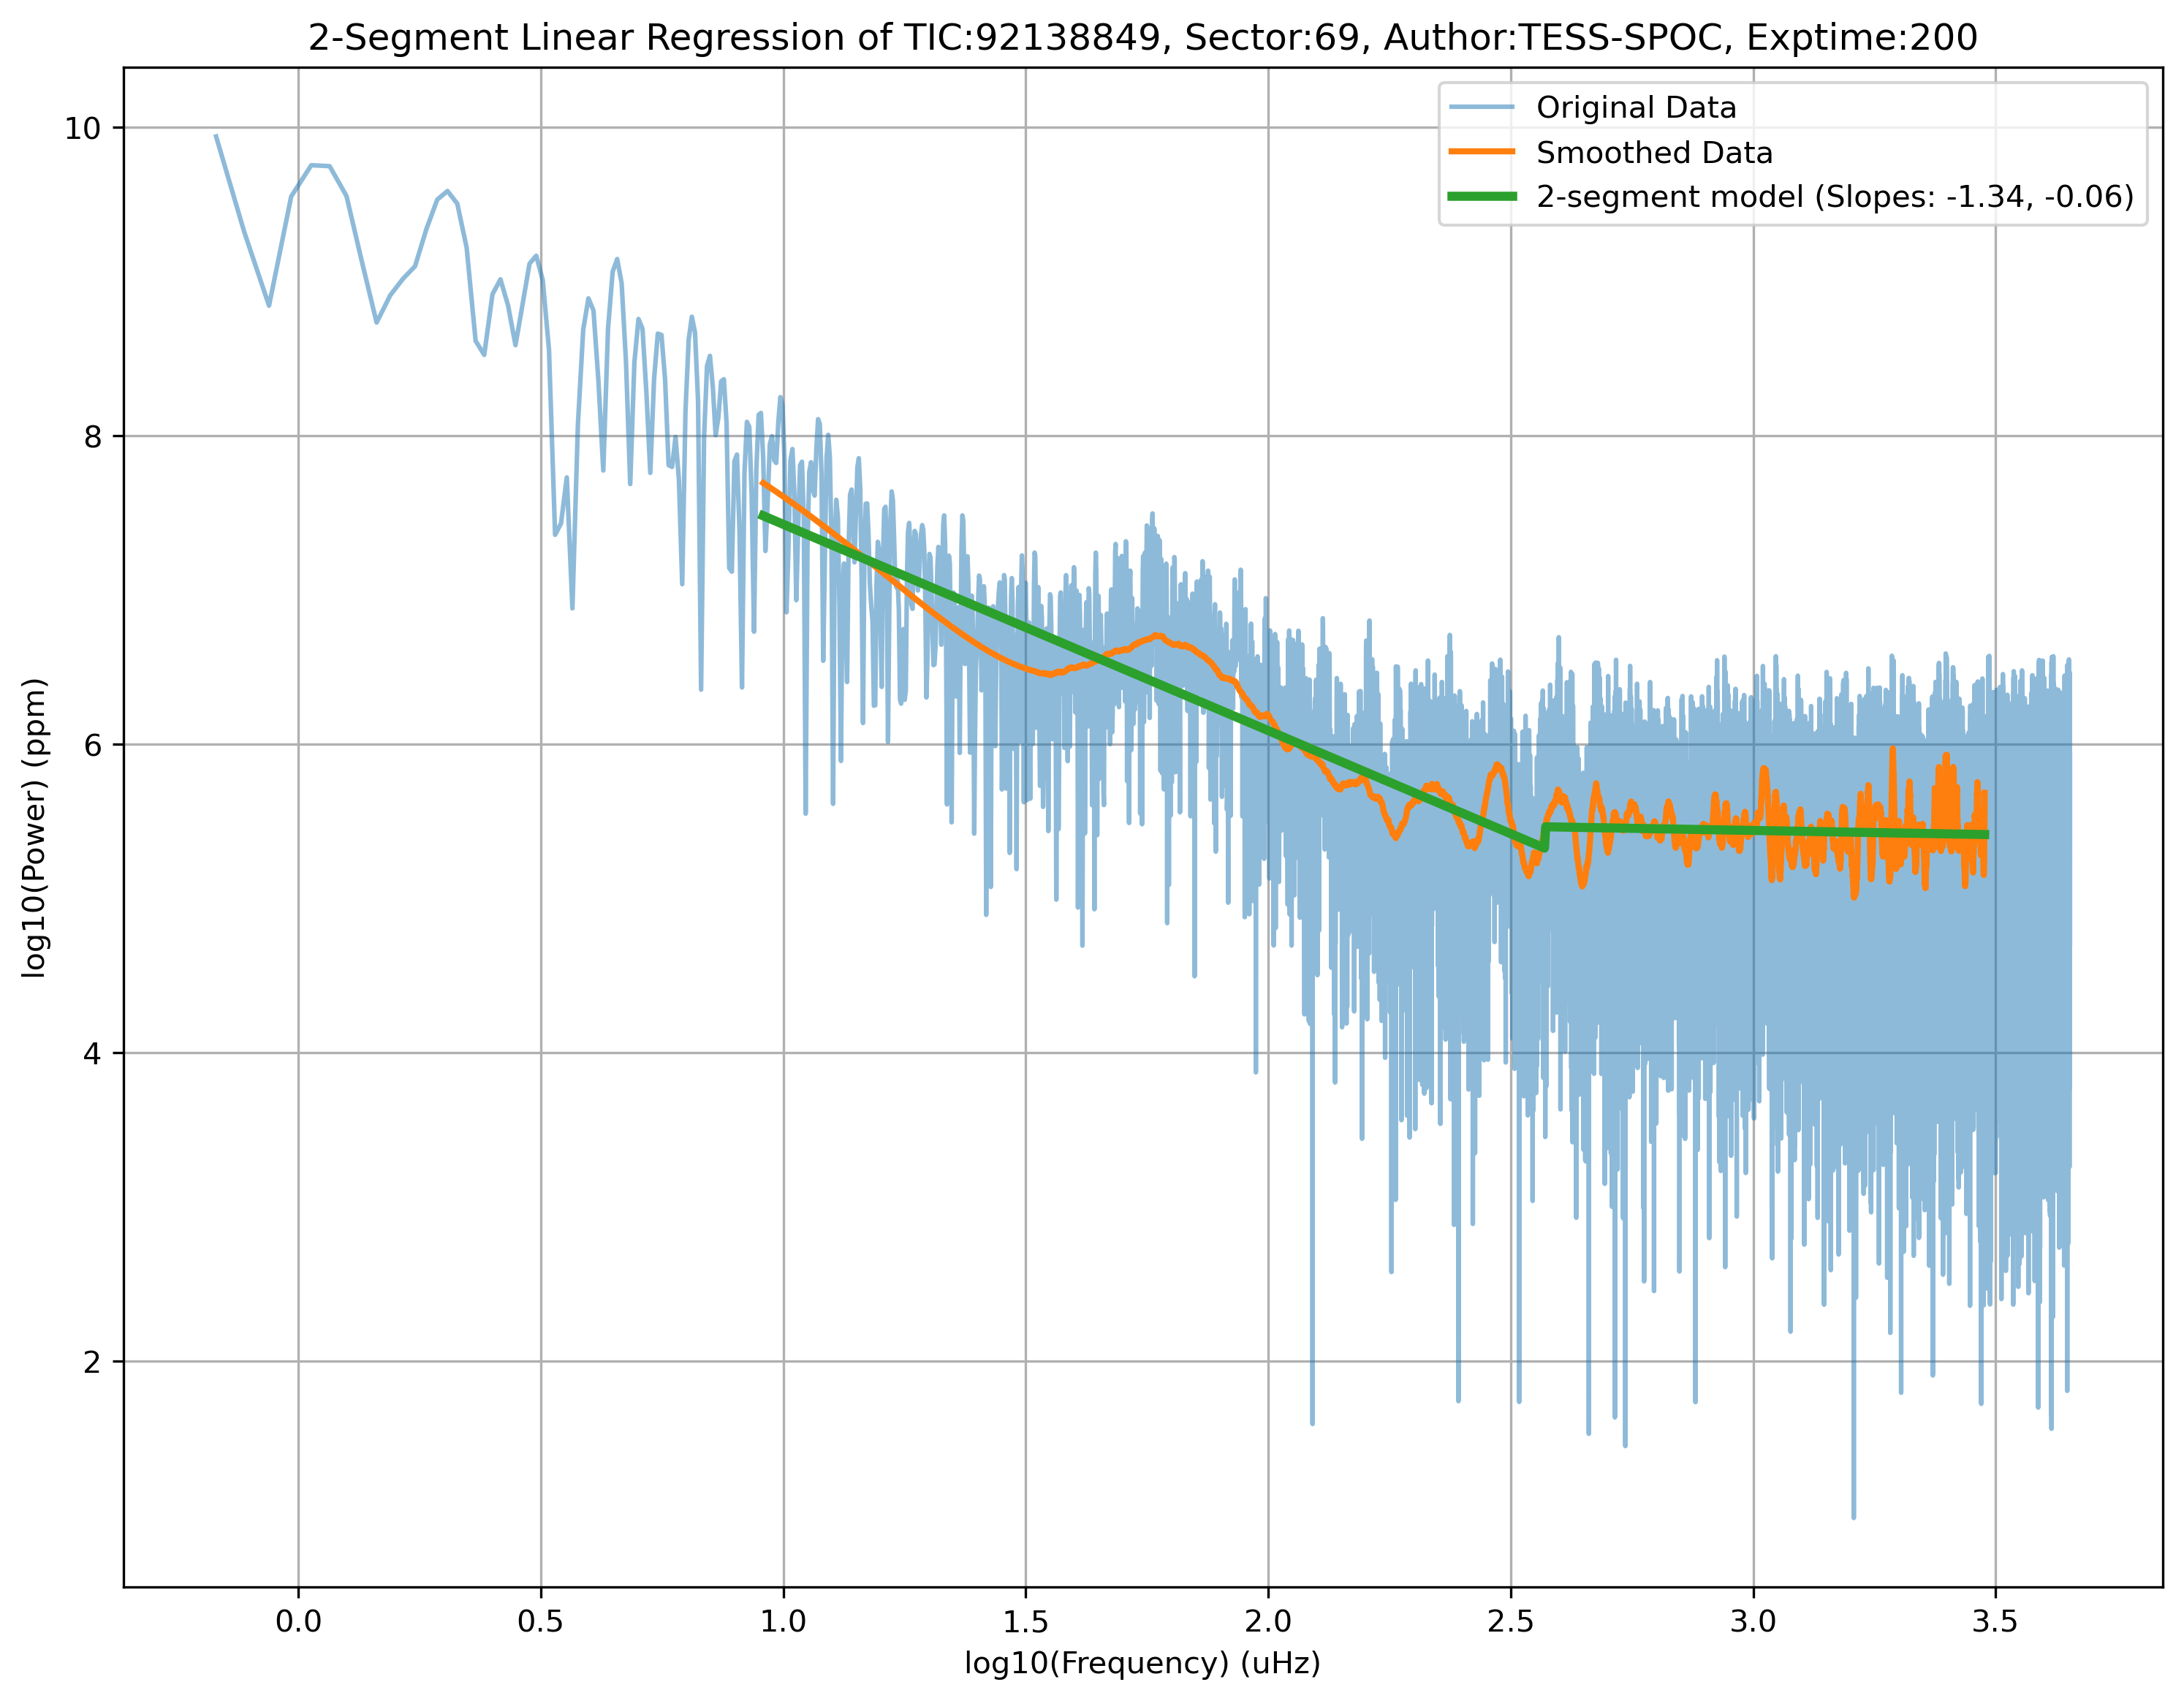 2-Segment Linear Regression of TIC:92138849, Sector:69, Author:TESS-SPOC, Exptime:200
Original Data
Smoothed Data
2-segment model (Slopes: -1.34, -0.06)
log10(Power) (ppm)
10
8
6
4
2
0.0 0.5 1.0 1.5 2.0 2.5 3.0 3.5
log10(Frequency) (uHz)